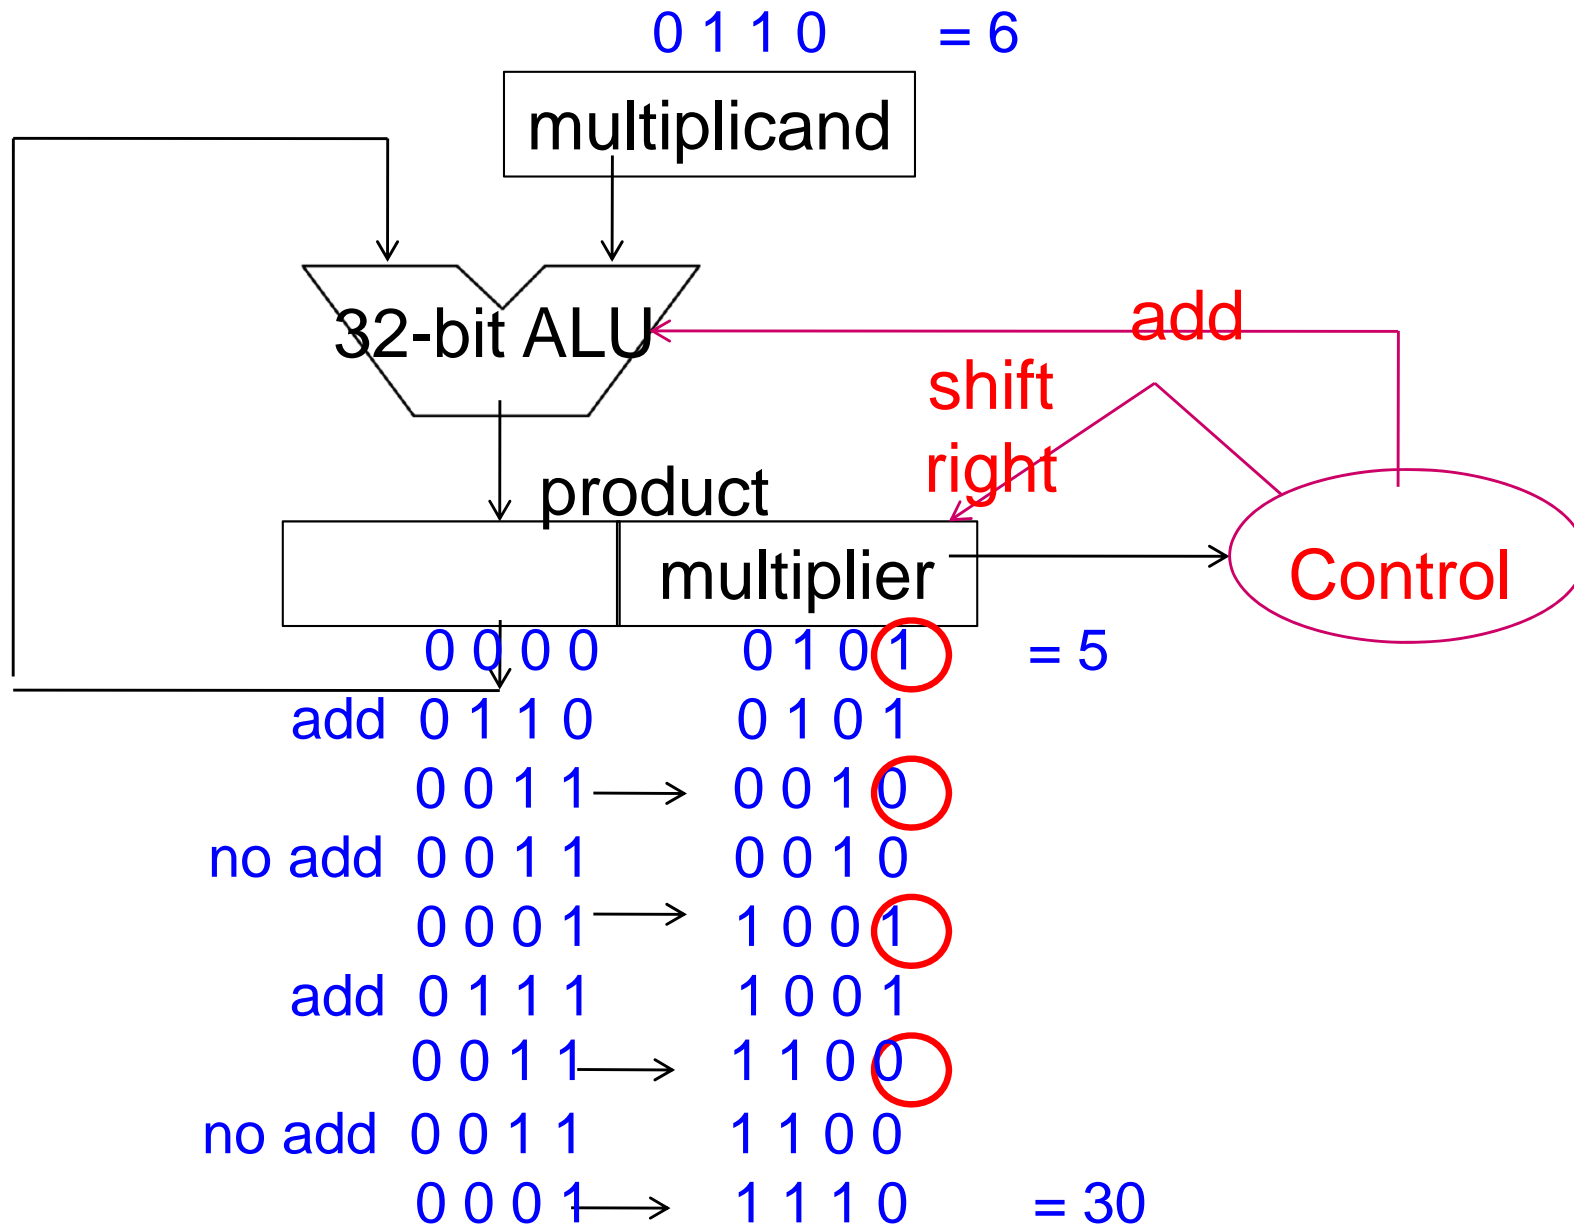 0 1 1 0 = 6
multiplicand
32-bit ALU
add
shift
right
product
multiplier
Control
0 0 0 0 0 1 0 1 = 5
add 0 1 1 0 0 1 0 1
0 0 1 1 0 0 1 0
no add 0 0 1 1 0 0 1 0
0 0 0 1 1 0 0 1
add 0 1 1 1 1 0 0 1
0 0 1 1 1 1 0 0
no add 0 0 1 1 1 1 0 0
0 0 0 1 1 1 1 0 = 30